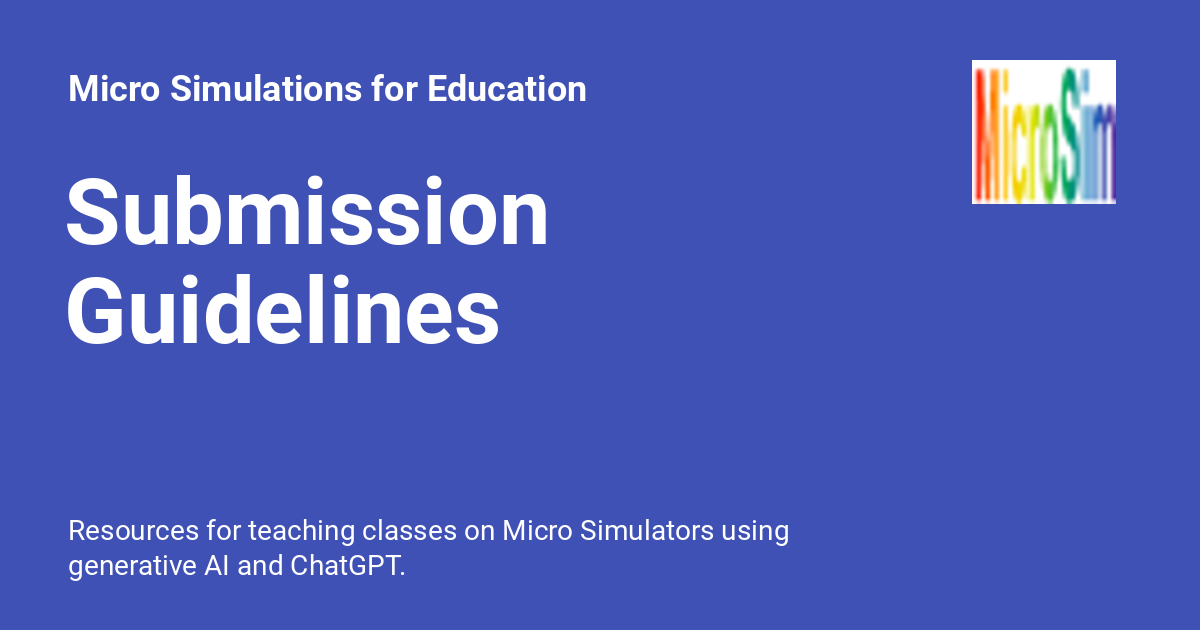 Micro Simulations for Education
MicroSim
Submission
Guidelines
Resources for teaching classes on Micro Simulators using
generative AI and ChatGPT.